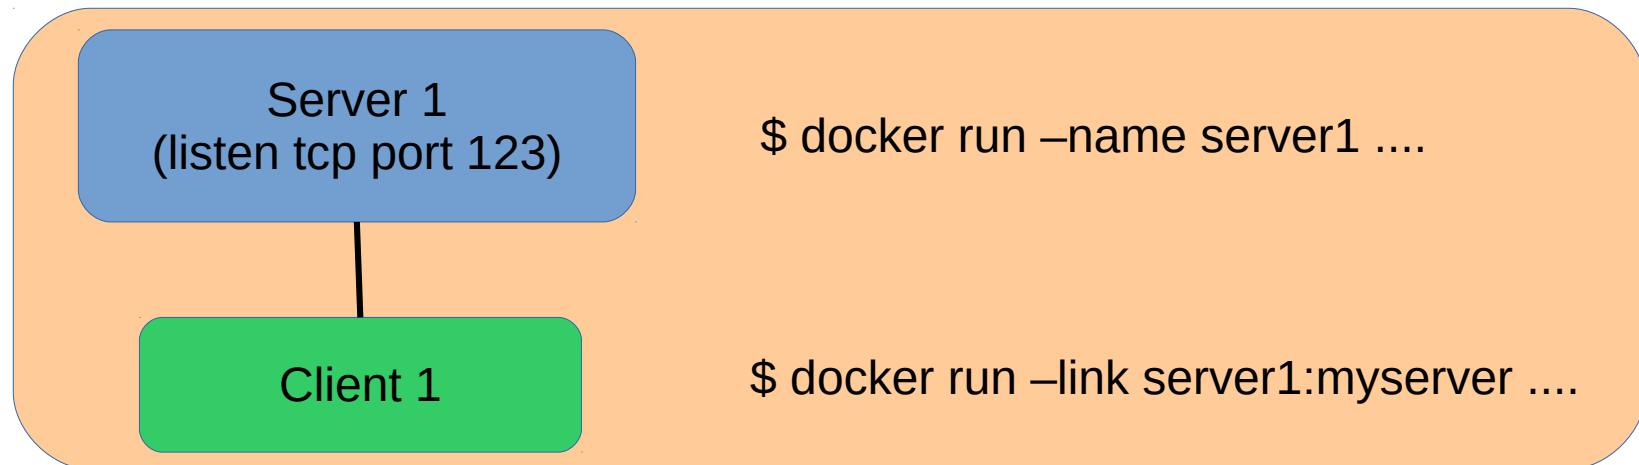 Server 1
(listen tcp port 123)
$ docker run –name server1 ....
Client 1
$ docker run –link server1:myserver ....